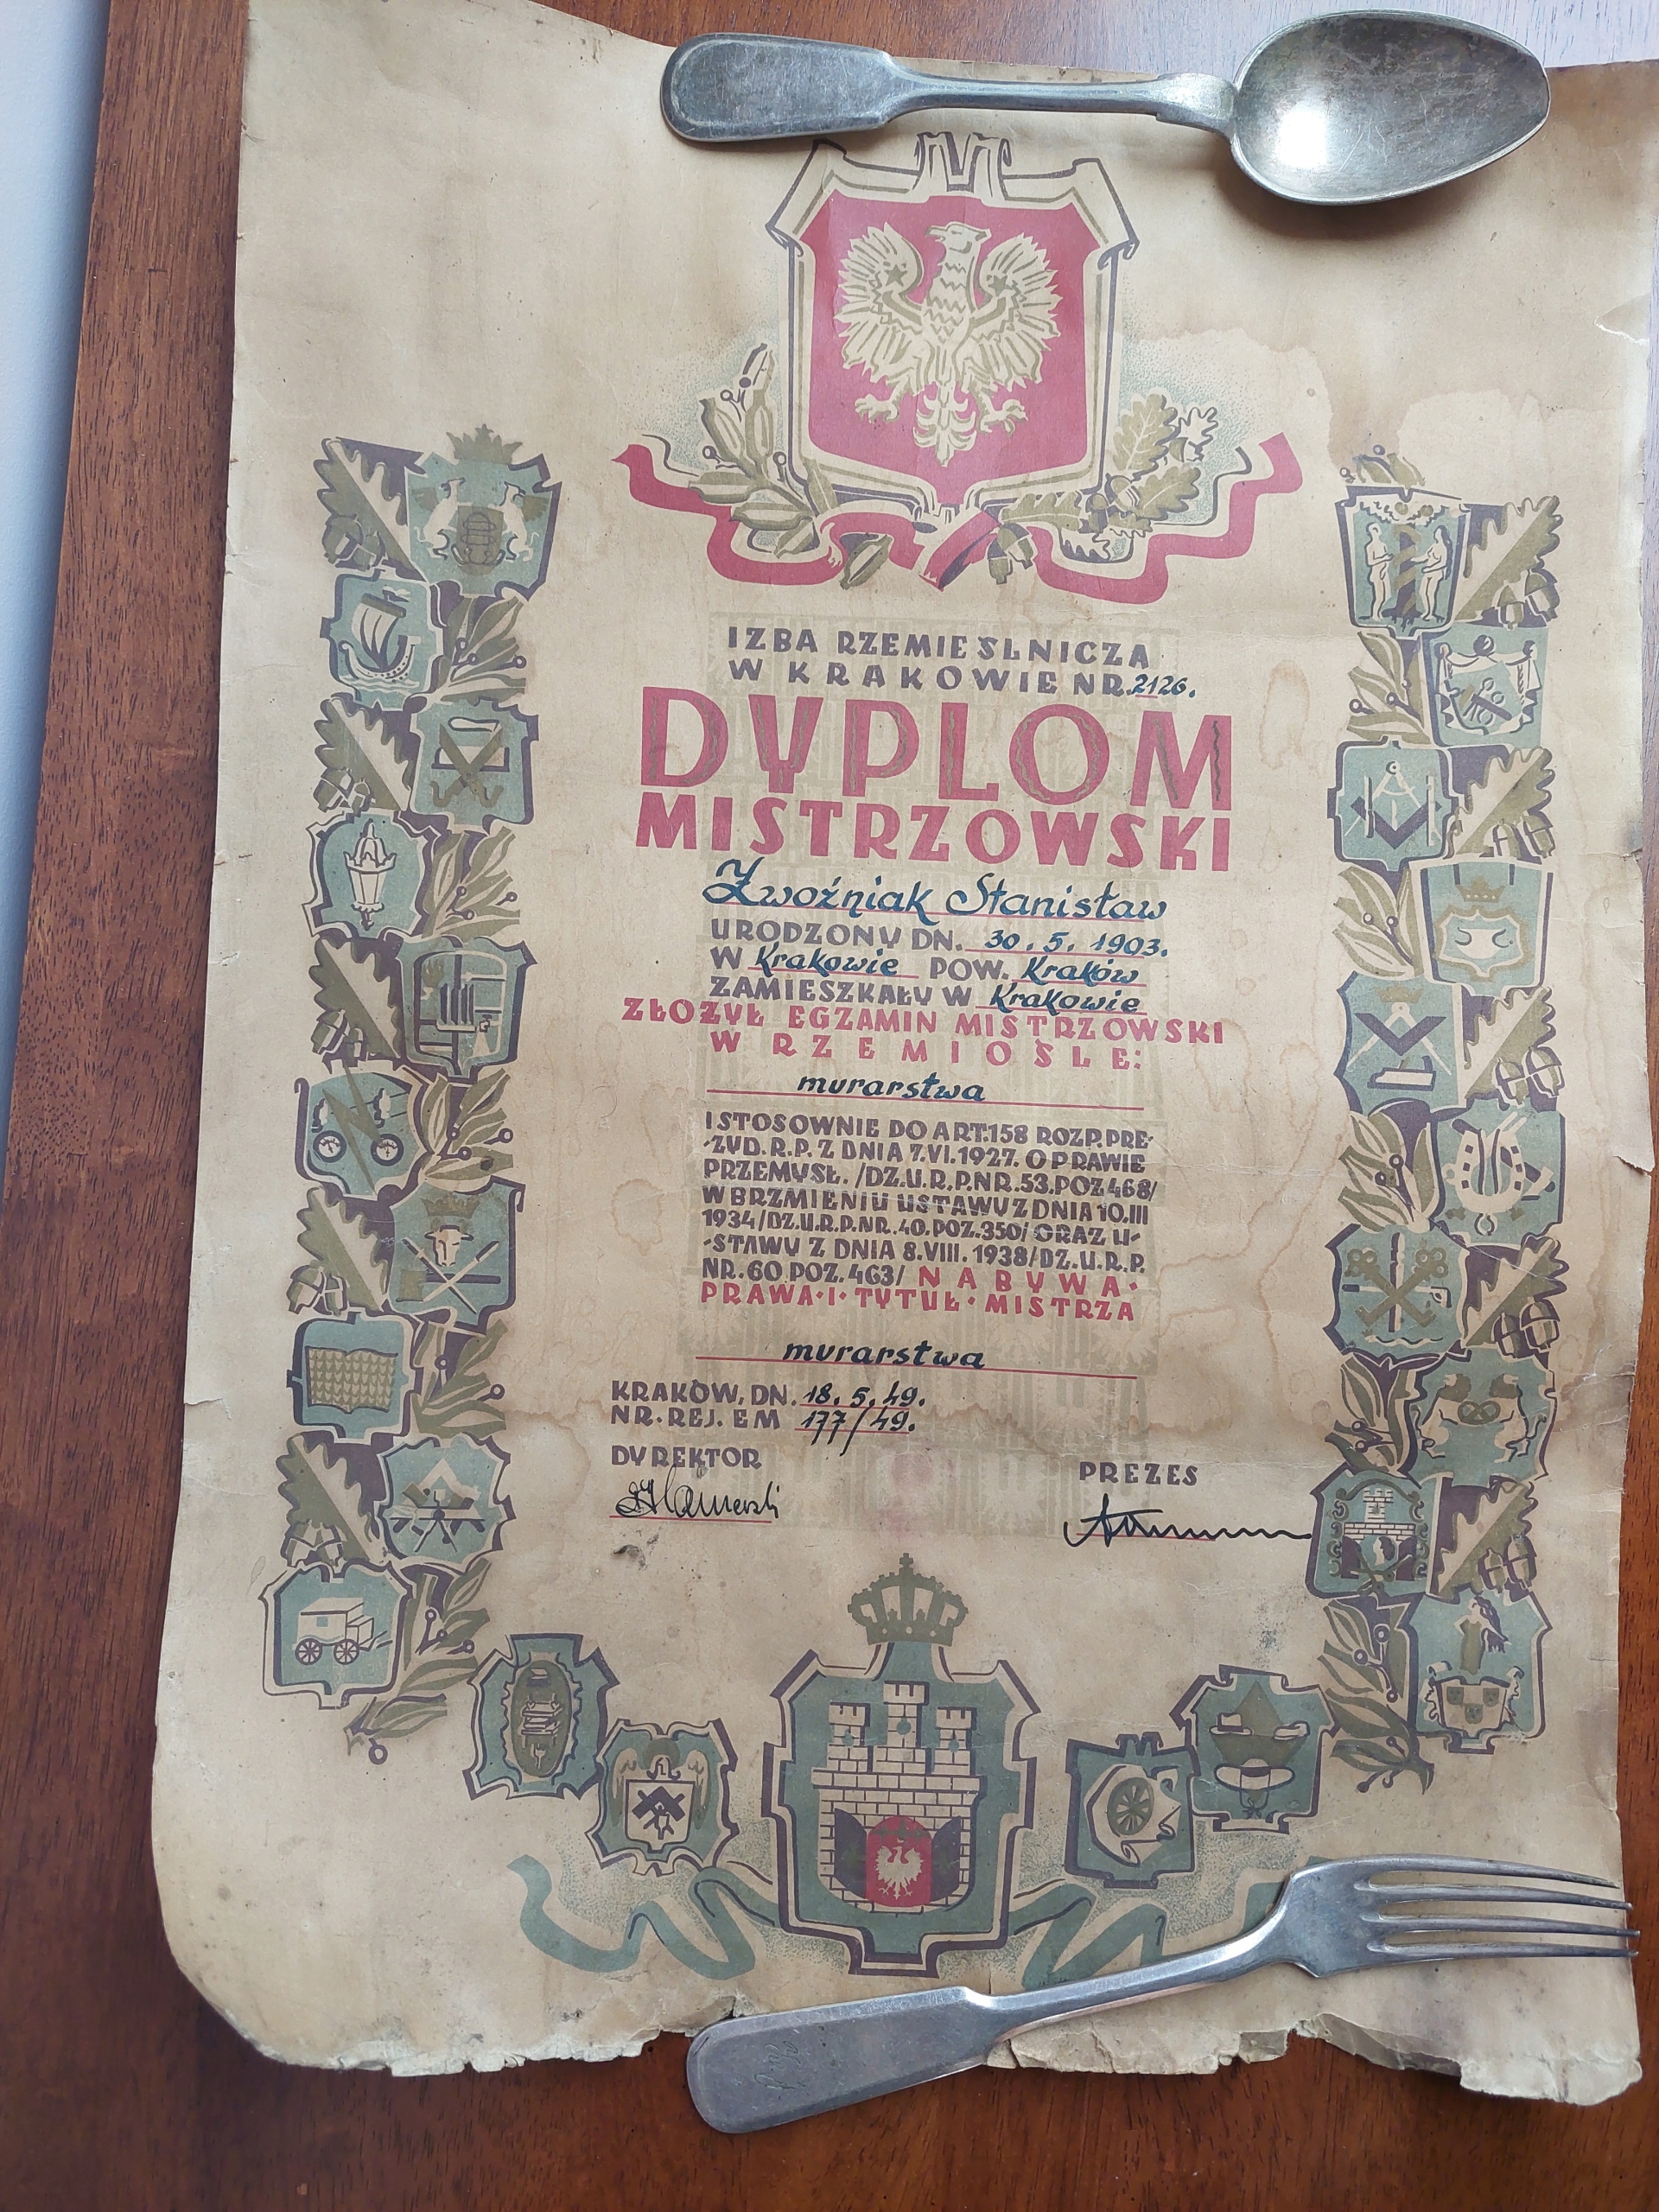 IZBA RZEMIEŚLNICZA
W KRAKOWIE NR. 2126.
DYPLOM
MISTRZOWSKI
Żwoźniak Stanisław
URODZONY DN. 30. 5. 1903.
W Krakowie POW. Kraków
ZAMIESZKAŁY W Krakowie
ZŁOŻYŁ EGZAMIN MISTRZOWSKI
W RZEMIOŚLE:
murarstwa
I STOSOWNIE DO ART.158 ROZP. PRE-
-ZYD. R.P. Z DNIA 7.VI.1927. O PRAWIE
PRZEMYSŁ. /DZ.U.R.P.NR.53.POZ 468/
W BRZMIENIU USTAWY Z DNIA 10.III
1934/DZ.U.R.P.NR.40.POZ.350/ ORAZ U-
-STAWY Z DNIA 8.VIII.1938/DZ.U.R.P.
NR.60 POZ.463/ NABYWA·
PRAWA·I·TYTUŁ·MISTRZA
murarstwa
KRAKÓW, DN. 18. 5. 49.
NR. REJ. EM 177/49.
DYREKTOR PREZES